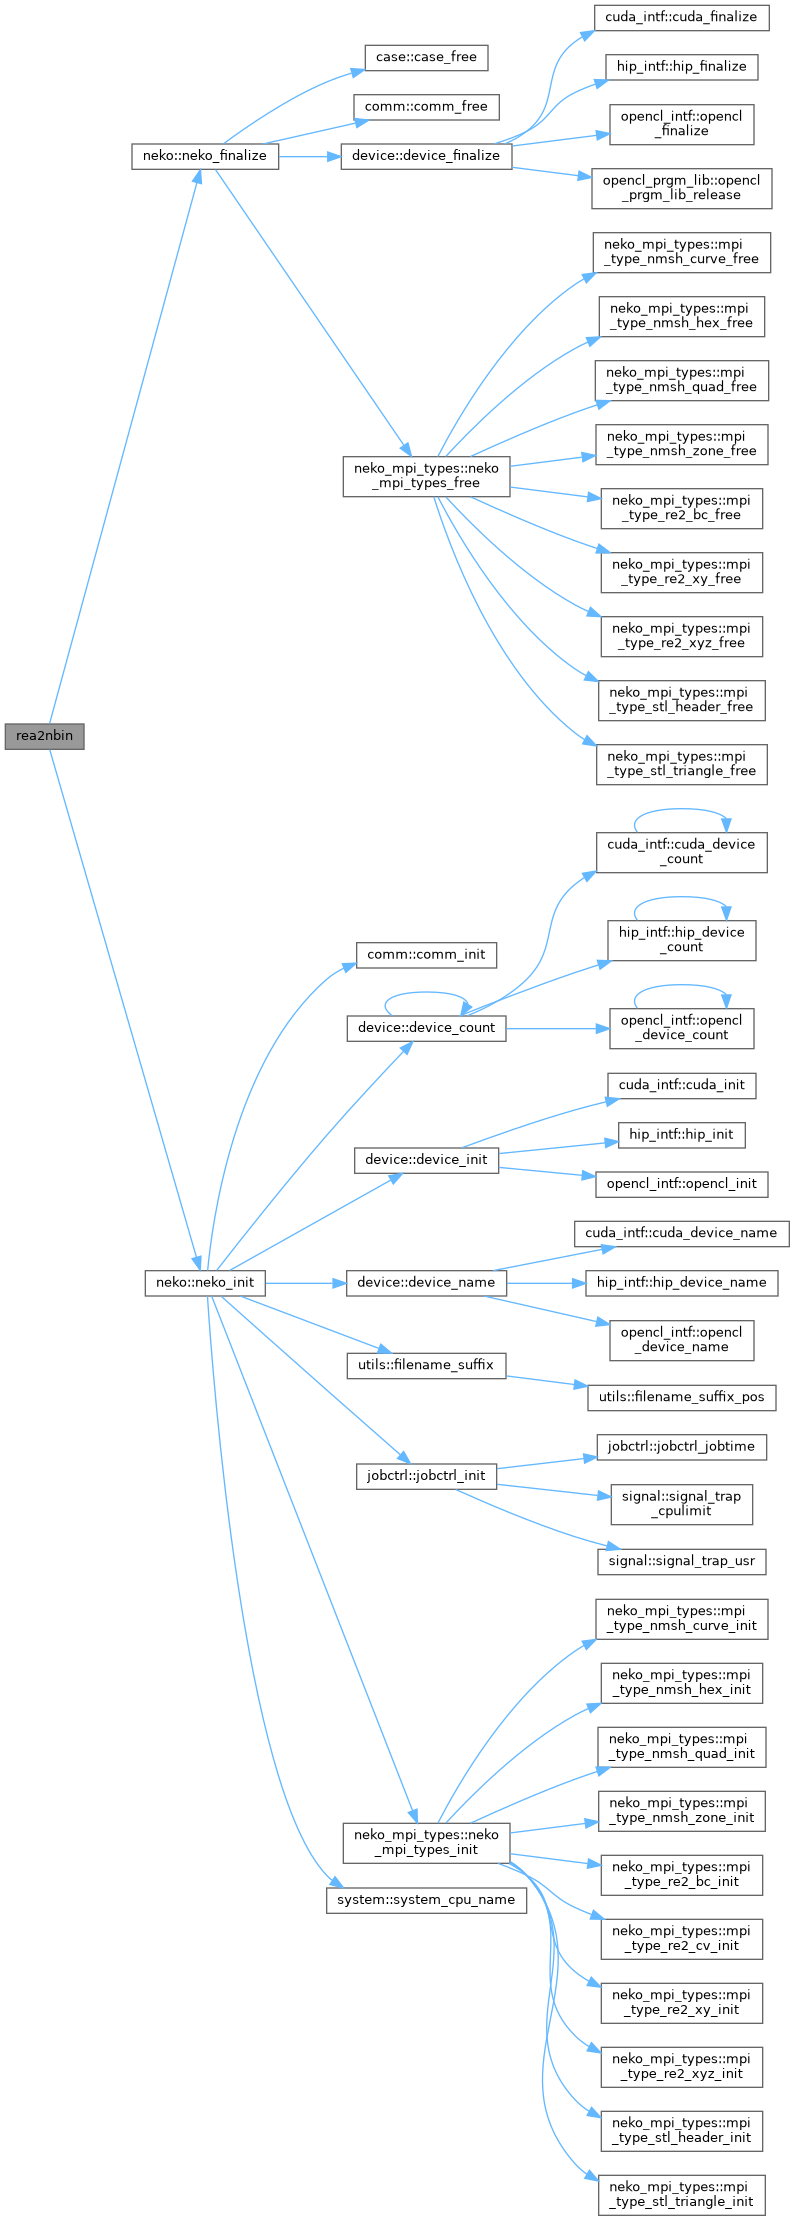 cuda_intf::cuda_finalize
case::case_free
hip_intf::hip_finalize
comm::comm_free
opencl_intf::opencl
_finalize
neko::neko_finalize
device::device_finalize
opencl_prgm_lib::opencl
_prgm_lib_release
neko_mpi_types::mpi
_type_nmsh_curve_free
neko_mpi_types::mpi
_type_nmsh_hex_free
neko_mpi_types::mpi
_type_nmsh_quad_free
neko_mpi_types::mpi
_type_nmsh_zone_free
neko_mpi_types::neko
_mpi_types_free
neko_mpi_types::mpi
_type_re2_bc_free
neko_mpi_types::mpi
_type_re2_xy_free
neko_mpi_types::mpi
_type_re2_xyz_free
neko_mpi_types::mpi
_type_stl_header_free
rea2nbin
neko_mpi_types::mpi
_type_stl_triangle_free
cuda_intf::cuda_device
_count
hip_intf::hip_device
_count
comm::comm_init
device::device_count
opencl_intf::opencl
_device_count
cuda_intf::cuda_init
hip_intf::hip_init
device::device_init
opencl_intf::opencl_init
cuda_intf::cuda_device_name
neko::neko_init
device::device_name
hip_intf::hip_device_name
opencl_intf::opencl
_device_name
utils::filename_suffix
utils::filename_suffix_pos
jobctrl::jobctrl_jobtime
jobctrl::jobctrl_init
signal::signal_trap
_cpulimit
signal::signal_trap_usr
neko_mpi_types::mpi
_type_nmsh_curve_init
neko_mpi_types::mpi
_type_nmsh_hex_init
neko_mpi_types::mpi
_type_nmsh_quad_init
neko_mpi_types::mpi
_type_nmsh_zone_init
neko_mpi_types::neko
_mpi_types_init
neko_mpi_types::mpi
_type_re2_bc_init
system::system_cpu_name
neko_mpi_types::mpi
_type_re2_cv_init
neko_mpi_types::mpi
_type_re2_xy_init
neko_mpi_types::mpi
_type_re2_xyz_init
neko_mpi_types::mpi
_type_stl_header_init
neko_mpi_types::mpi
_type_stl_triangle_init